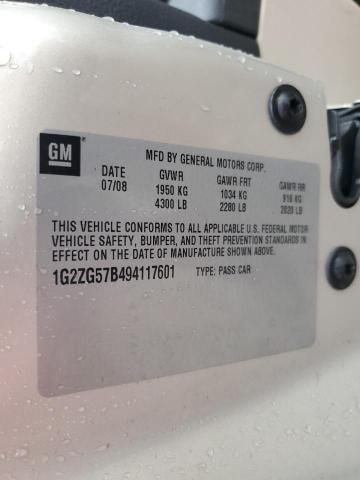 GM
MFD BY GENERAL MOTORS CORP.
DATE GVWR GAWR FRT GAWR RR
07/08 1950 KG 1034 KG 916 KG
4300 LB 2280 LB 2020 LB
THIS VEHICLE CONFORMS TO ALL APPLICABLE U.S. FEDERAL MOTOR
VEHICLE SAFETY, BUMPER, AND THEFT PREVENTION STANDARDS IN
EFFECT ON THE DATE OF MANUFACTURE SHOWN ABOVE.
1G2ZG57B494117601 TYPE: PASS CAR